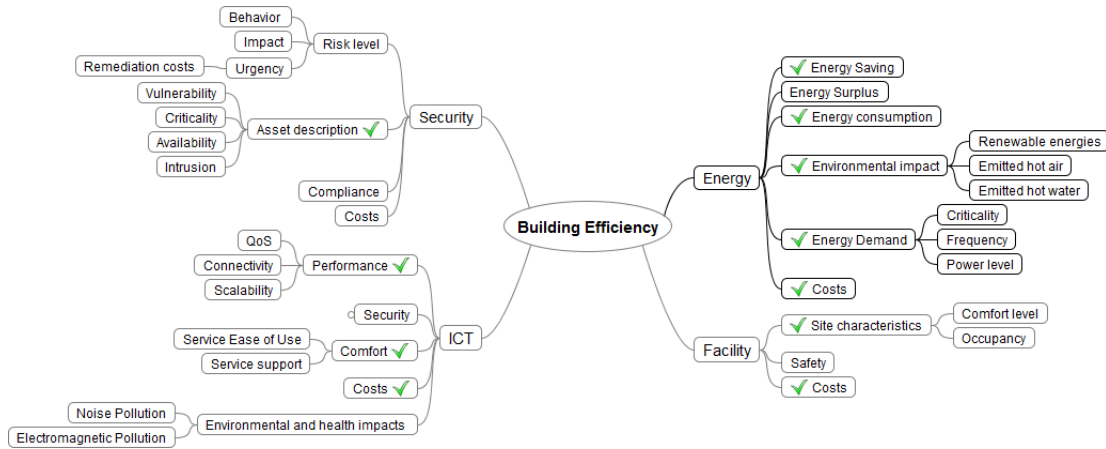 Building Efficiency
Security
Risk level
Behavior
Impact
Urgency
Remediation costs
Asset description
Vulnerability
Criticality
Availability
Intrusion
Compliance
Costs
ICT
Performance
QoS
Connectivity
Scalability
Security
Comfort
Service Ease of Use
Service support
Costs
Environmental and health impacts
Noise Pollution
Electromagnetic Pollution
Energy
Energy Saving
Energy Surplus
Energy consumption
Environmental impact
Renewable energies
Emitted hot air
Emitted hot water
Energy Demand
Criticality
Frequency
Power level
Costs
Facility
Site characteristics
Comfort level
Occupancy
Safety
Costs